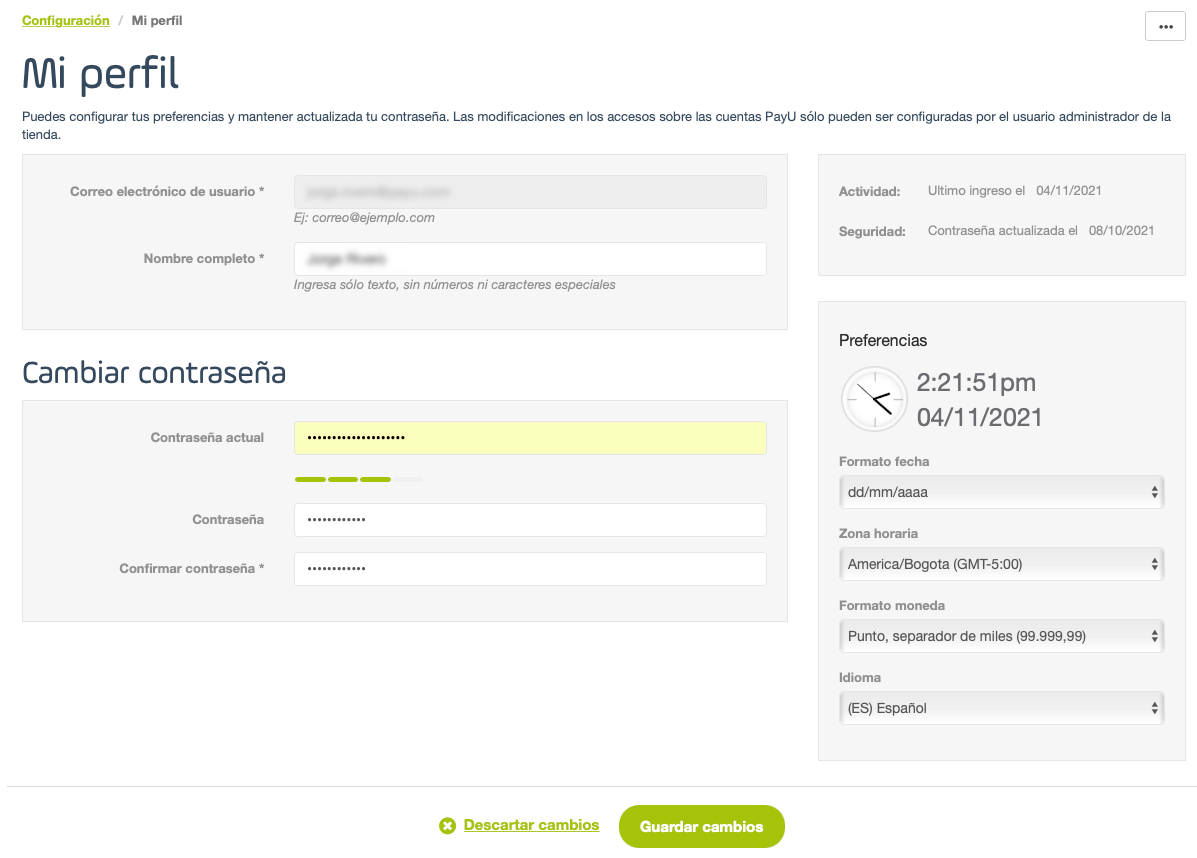 Configuración / Mi perfil
Mi perfil
Puedes configurar tus preferencias y mantener actualizada tu contraseña. Las modificaciones en los accesos sobre las cuentas PayU sólo pueden ser configuradas por el usuario administrador de la
tienda.
Correo electrónico de usuario *
Ej: correo@ejemplo.com
Nombre completo *
Ingresa sólo texto, sin números ni caracteres especiales
Cambiar contraseña
Contraseña actual
••••••••••••••••••••
Contraseña
••••••••••••
Confirmar contraseña *
••••••••••••
Actividad: Ultimo ingreso el 04/11/2021
Seguridad: Contraseña actualizada el 08/10/2021
Preferencias
2:21:51pm
04/11/2021
Formato fecha
dd/mm/aaaa
Zona horaria
America/Bogota (GMT-5:00)
Formato moneda
Punto, separador de miles (99.999,99)
Idioma
(ES) Español
Descartar cambios
Guardar cambios